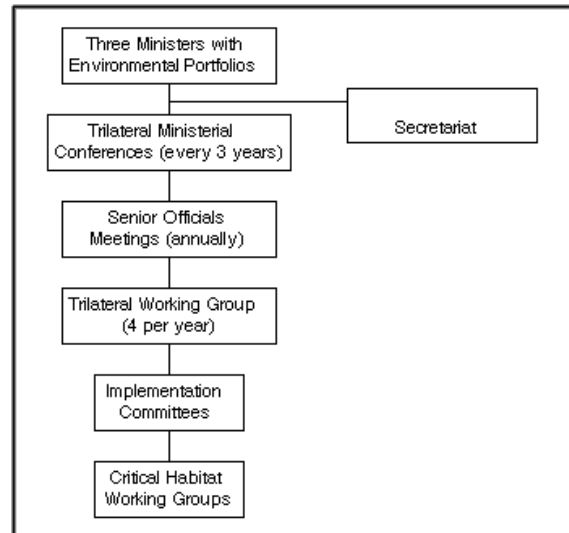 Three Ministers with
Environmental Portfolios
Secretariat
Trilateral Ministerial
Conferences (every 3 years)
Senior Officials
Meetings (annually)
Trilateral Working Group
(4 per year)
Implementation
Committees
Critical Habitat
Working Groups